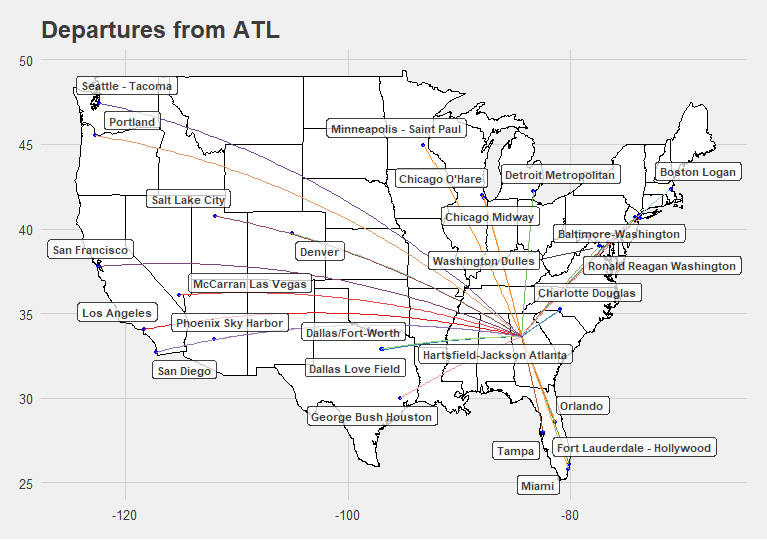 Departures from ATL
50
Seattle - Tacoma
Portland
Minneapolis - Saint Paul
45
Chicago O'Hare
Detroit Metropolitan
Boston Logan
Salt Lake City
Chicago Midway
40
San Francisco
Denver
Baltimore-Washington
Washington Dulles
Ronald Reagan Washington
McCarran Las Vegas
Charlotte Douglas
35
Los Angeles
Phoenix Sky Harbor
Dallas/Fort-Worth
Hartsfield-Jackson Atlanta
San Diego
Dallas Love Field
30
George Bush Houston
Orlando
Tampa
Fort Lauderdale - Hollywood
25
Miami
-120
-100
-80